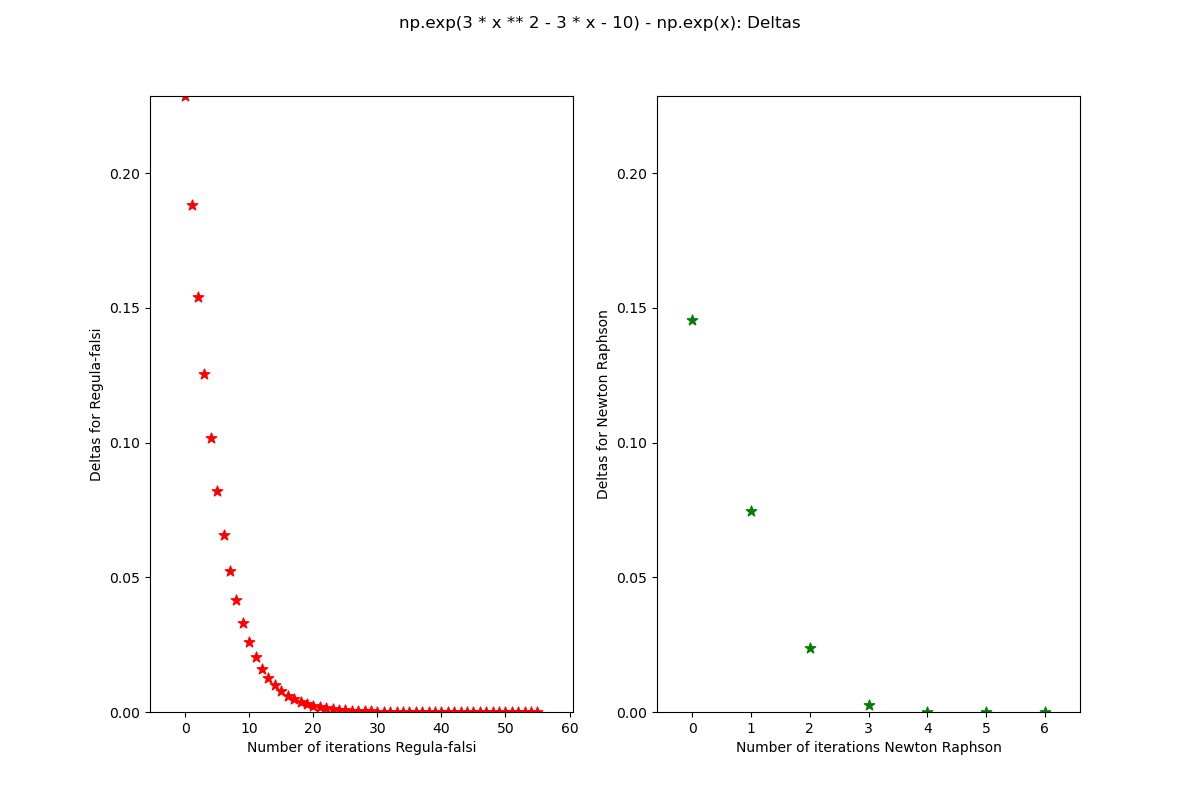 np.exp(3 * x ** 2 - 3 * x - 10) - np.exp(x): Deltas
Deltas for Regula-falsi
0.20
0.15
0.10
0.05
0.00
0 10 20 30 40 50 60
Number of iterrations Regula-falsi
Deltas for Newton Raphson
0.20
0.15
0.10
0.05
0.00
0 1 2 3 4 5 6
Number of iterrations Newton Raphson